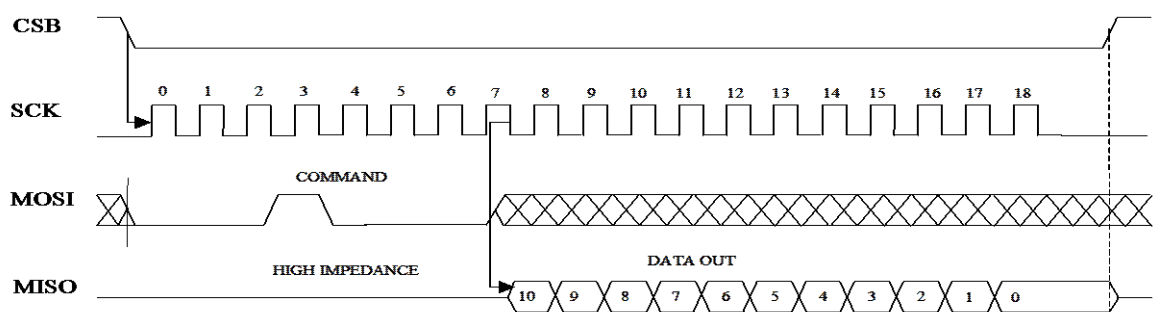 CSB
0 1 2 3 4 5 6 7 8 9 10 11 12 13 14 15 16 17 18
SCK
COMMAND
MOSI
HIGH IMPEDANCE
DATA OUT
MISO
10 9 8 7 6 5 4 3 2 1 0